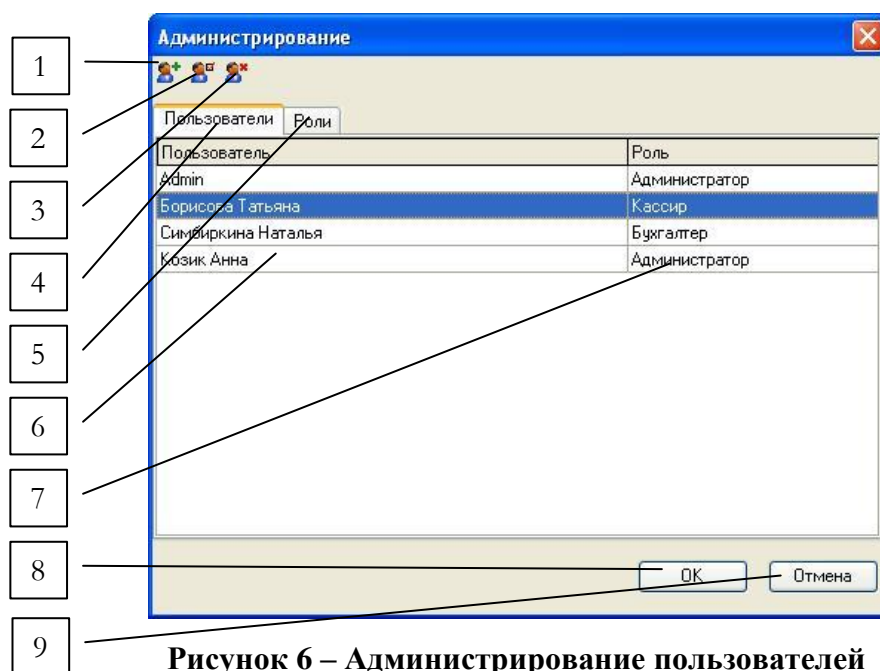 Администрирование
1
2
3
4
5
6
7
8
9
Пользователи Роли
Пользователь Роль
Admin Администратор
Борисова Татьяна Кассир
Симбиркина Наталья Бухгалтер
Козик Анна Администратор
OK Отмена
Рисунок 6 – Администрирование пользователей